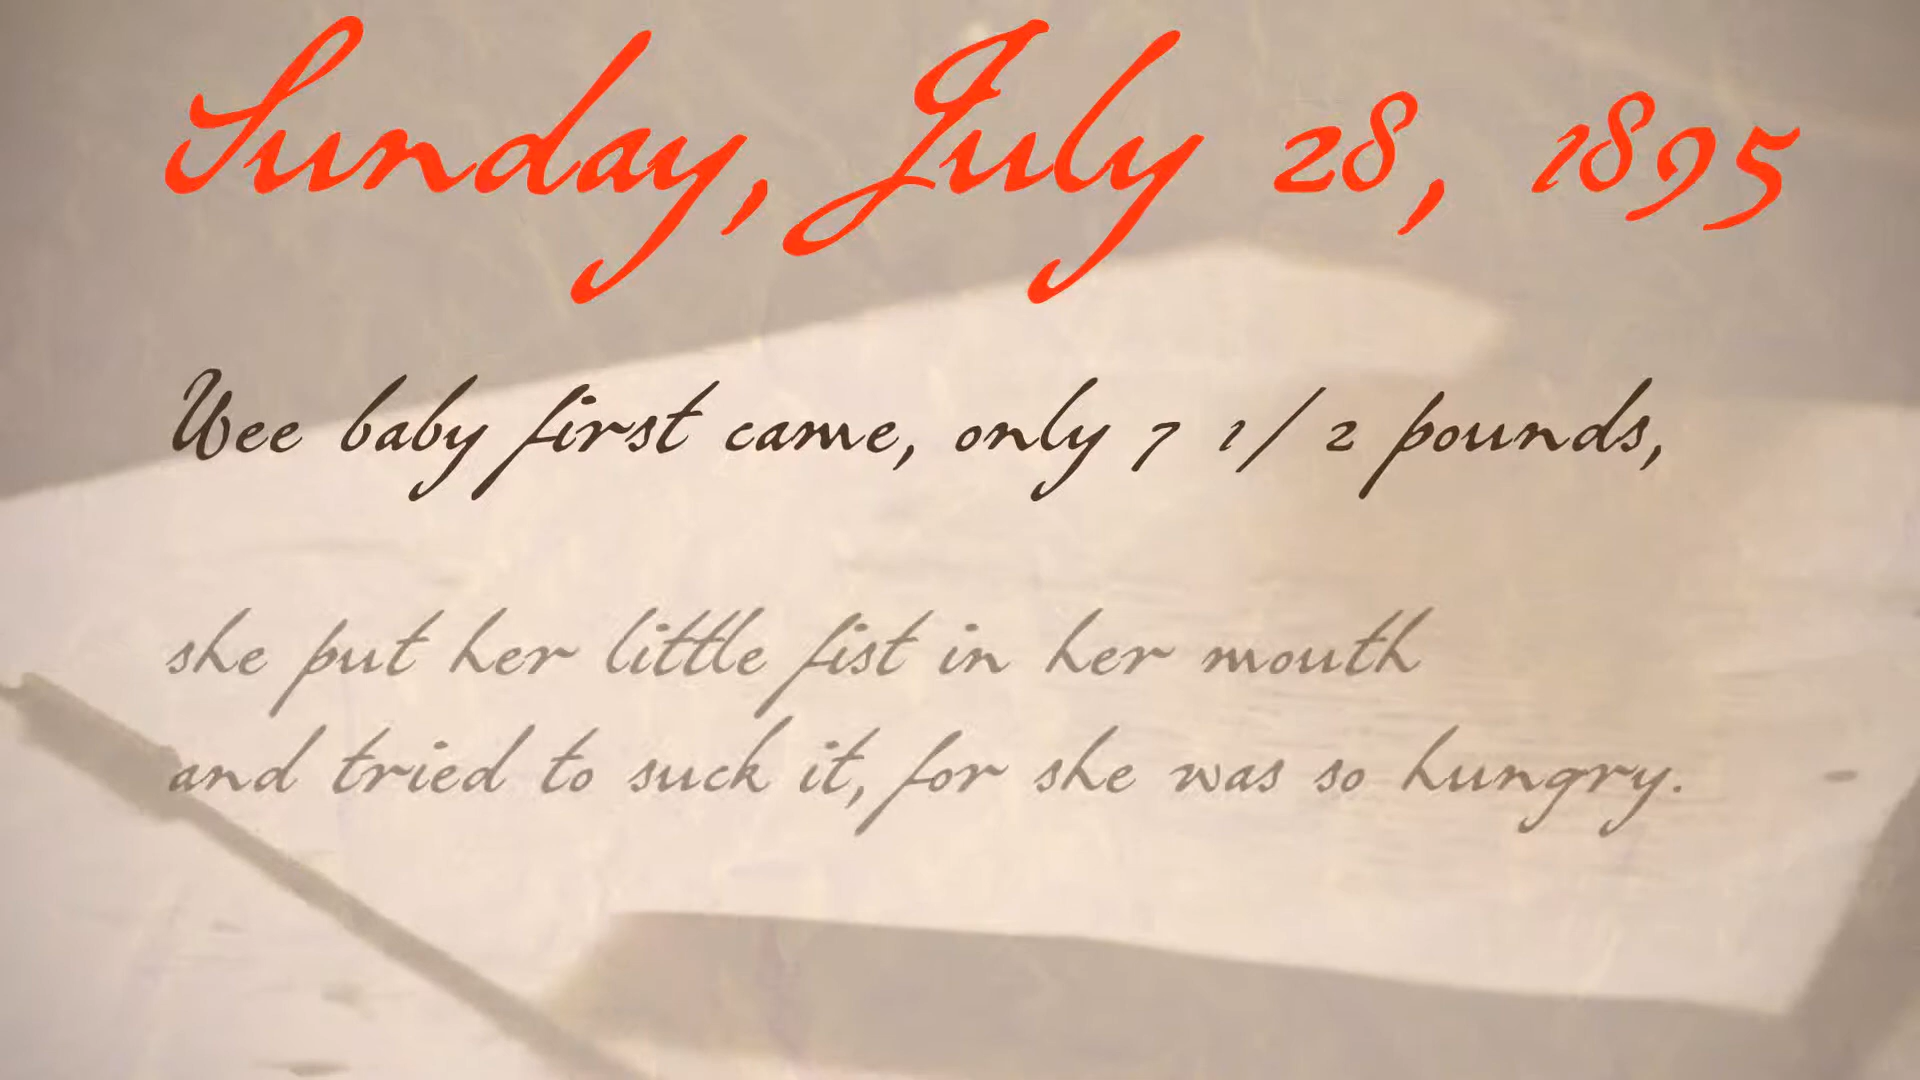 Sunday, July 28, 1895
Wee baby first came, only 7 1/2 pounds,
she put her little fist in her mouth
and tried to suck it, for she was so hungry.